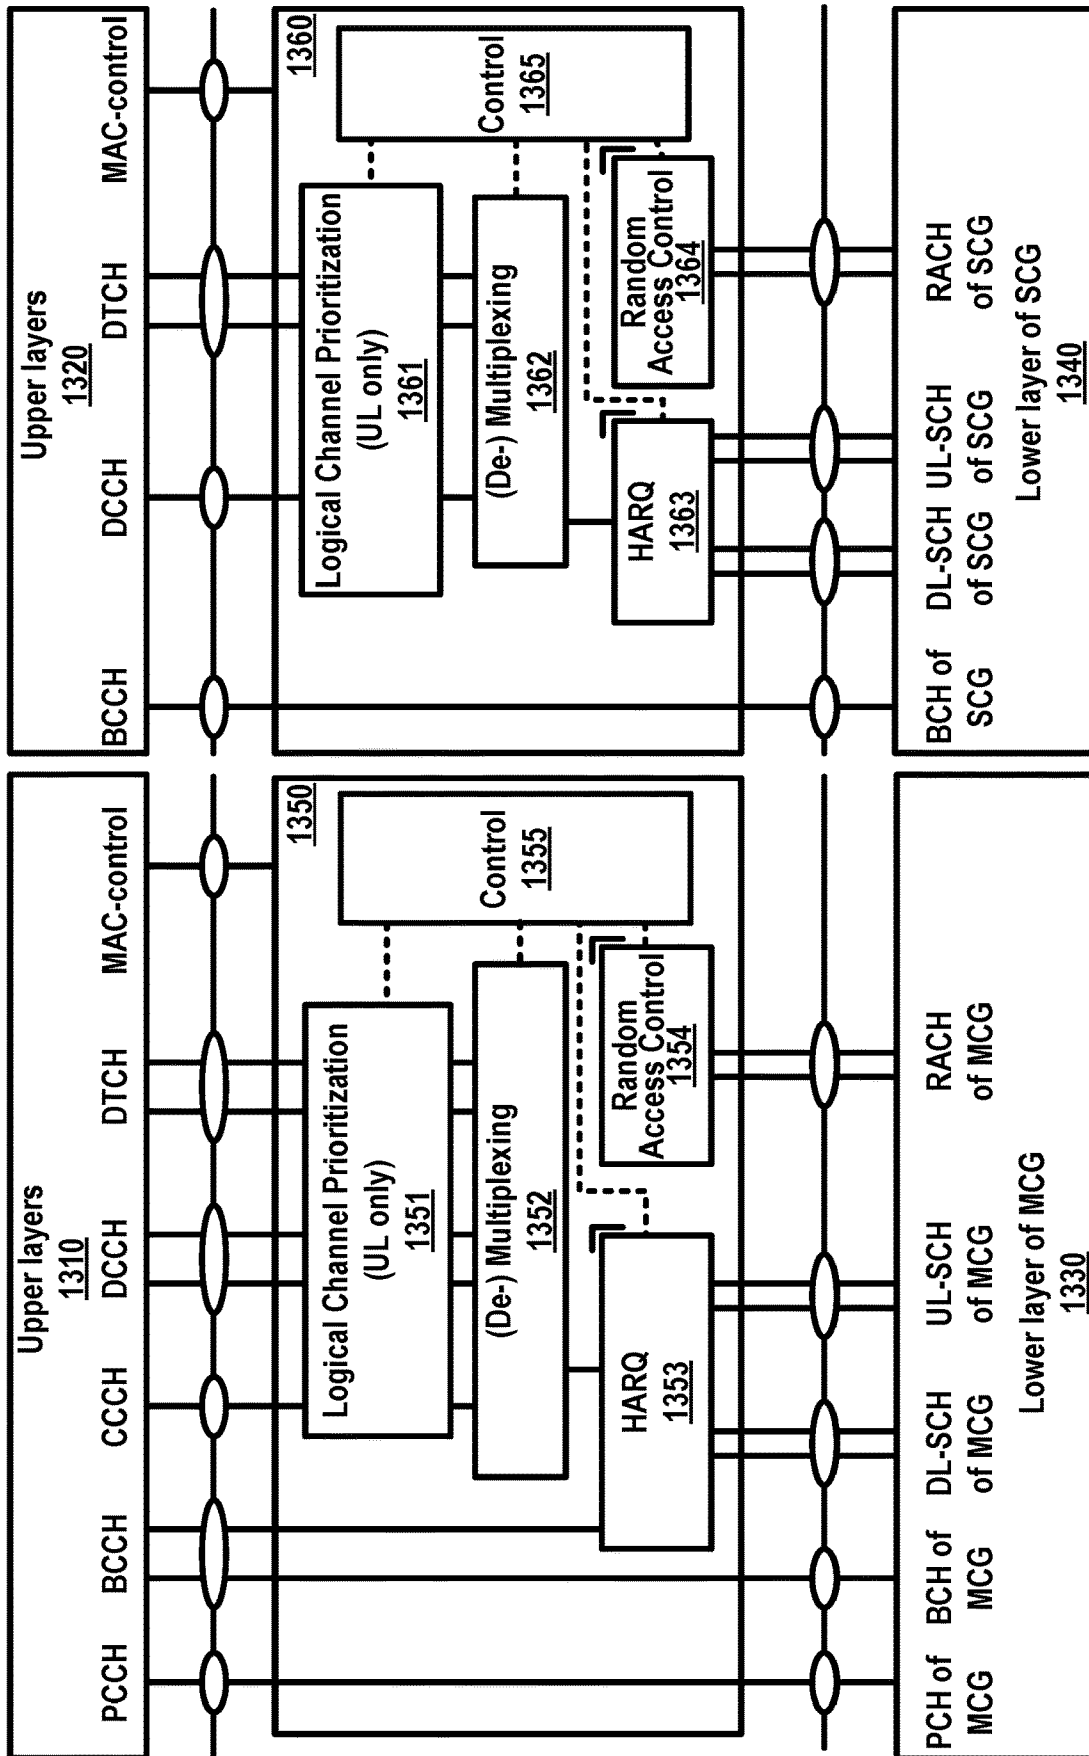 Upper layers
1310
PCCH
BCCH
CCCH
DCCH
DTCH
MAC-control
1350
Logical Channel Prioritization
(UL only)
1351
Control
1355
(De-) Multiplexing
1352
HARQ
1353
Random
Access Control
1354
PCH of
MCG
BCH of
MCG
DL-SCH
of MCG
UL-SCH
of MCG
RACH
of MCG
Lower layer of MCG
1330
Upper layers
1320
BCCH
DCCH
DTCH
MAC-control
1360
Logical Channel Prioritization
(UL only)
1361
Control
1365
(De-) Multiplexing
1362
HARQ
1363
Random
Access Control
1364
BCH of
SCG
DL-SCH
of SCG
UL-SCH
of SCG
RACH
of SCG
Lower layer of SCG
1340